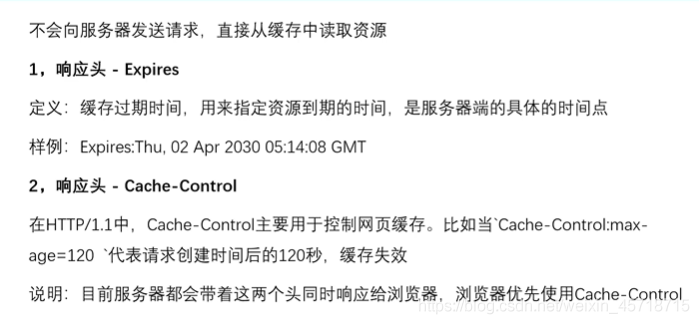 不会向服务器发送请求，直接从缓存中读取资源
1，响应头 - Expires
定义：缓存过期时间，用来指定资源到期的时间，是服务器端的具体的时间点
样例：Expires:Thu, 02 Apr 2030 05:14:08 GMT
2，响应头 - Cache-Control
在HTTP/1.1中，Cache-Control主要用于控制网页缓存。比如当`Cache-Control:max-
age=120 `代表请求创建时间后的120秒，缓存失效
说明：目前服务器都会带着这两个头同时响应给浏览器，浏览器优先使用Cache-Control
https://blog.csdn.net/weixin_45718715